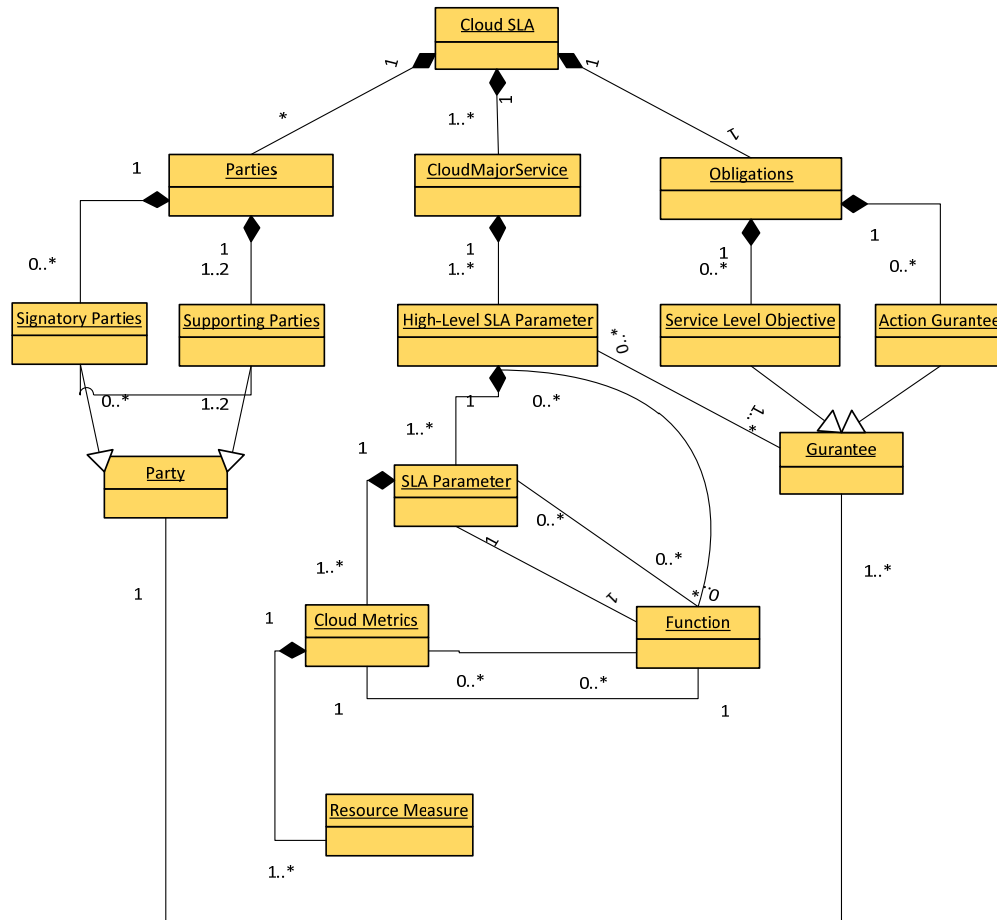 Cloud SLA
1
1
1
*
1..*
1
Parties
CloudMajorService
Obligations
1
1
1
1
1
0..*
1..2
1..*
0..*
0..*
Signatory Parties
Supporting Parties
High-Level SLA Parameter
Service Level Objective
Action Gurantee
0..*
0..*
1..2
1
0..*
1..*
1..*
1
Party
SLA Parameter
Gurantee
0..*
1
1..*
0..*
1..*
1
1
0..*
1
Cloud Metrics
Function
0..*
0..*
1
1
Resource Measure
1..*